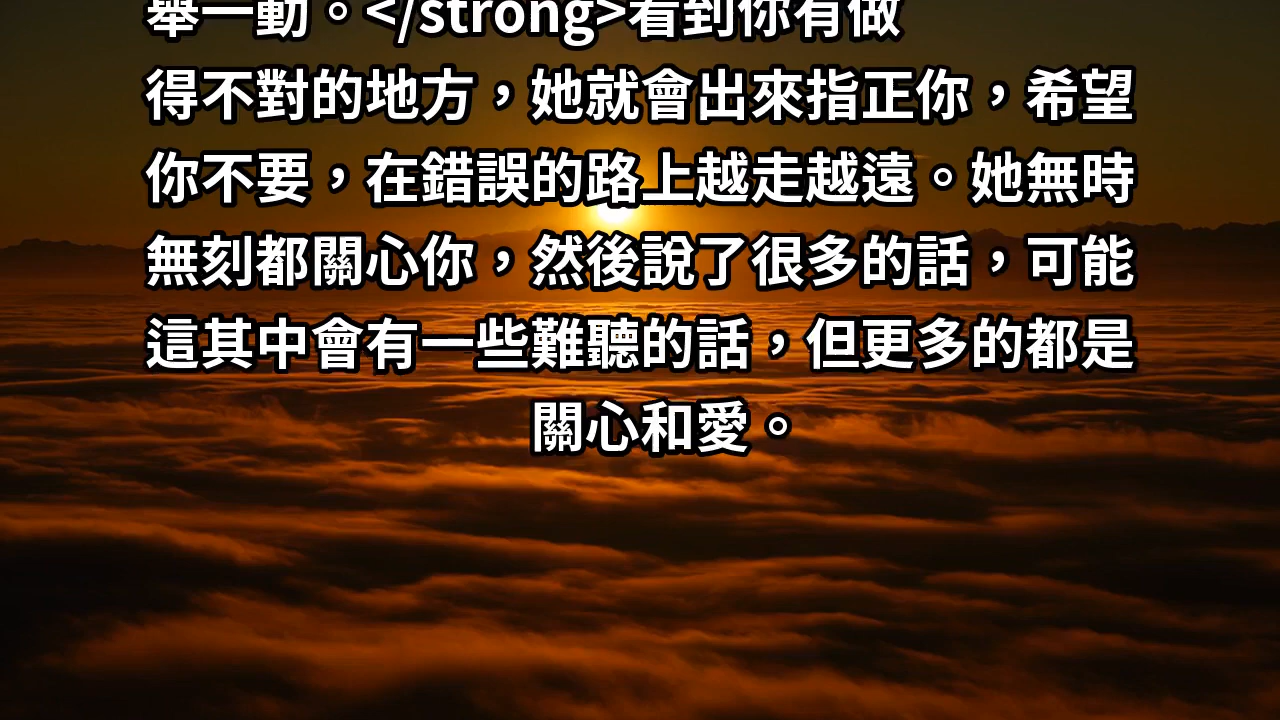 舉一動。</strong>看到你有做
得不對的地方，她就會出來指正你，希望
你不要，在錯誤的路上越走越遠。她無時
無刻都關心你，然後說了很多的話，可能
這其中會有一些難聽的話，但更多的都是
關心和愛。